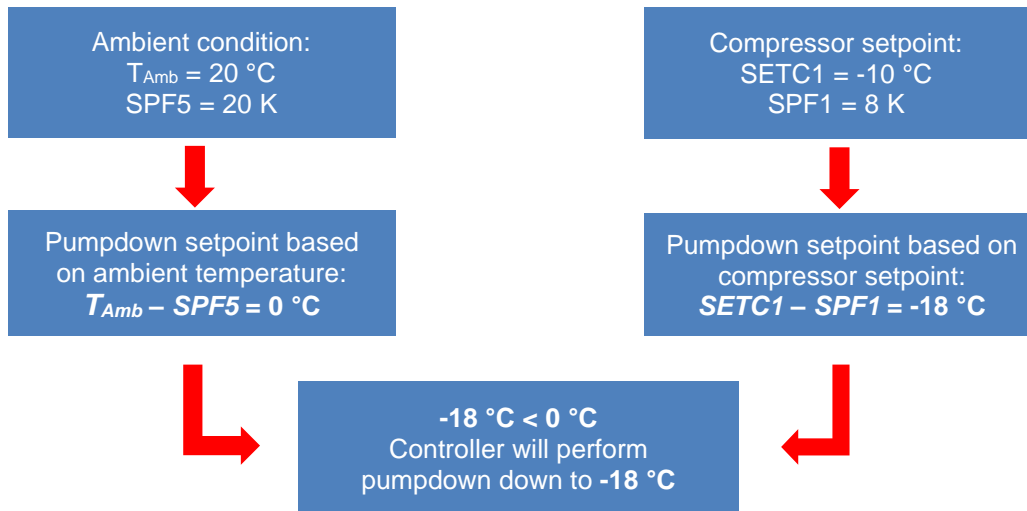 Ambient condition:
TAmb = 20 °C
SPF5 = 20 K
Compressor setpoint:
SETC1 = -10 °C
SPF1 = 8 K
Pumpdown setpoint based
on ambient temperature:
TAmb – SPF5 = 0 °C
Pumpdown setpoint based on
compressor setpoint:
SETC1 – SPF1 = -18 °C
-18 °C < 0 °C
Controller will perform
pumpdown down to -18 °C